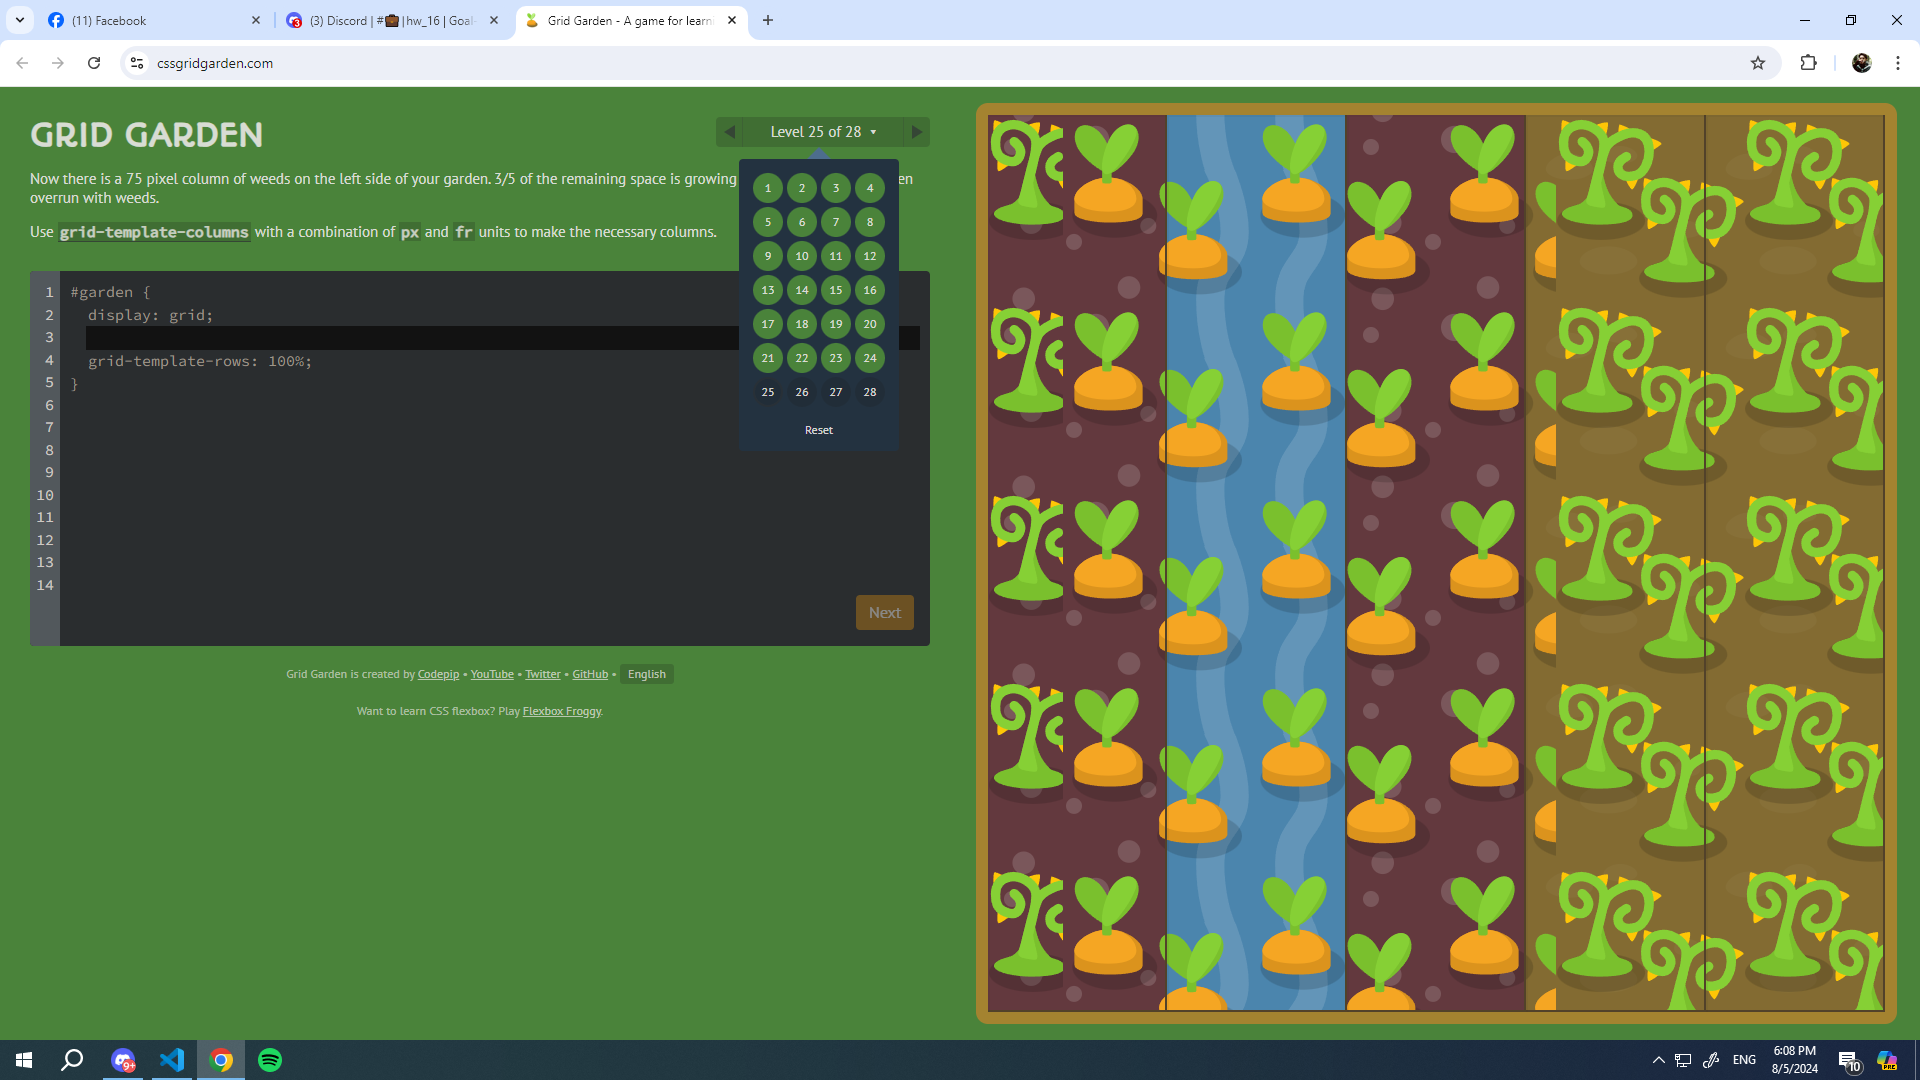 (11) Facebook
(3) Discord | #💼|hw_16 | Goal-
Grid Garden - A game for learni
cssgridgarden.com
GRID GARDEN
Level 25 of 28
Now there is a 75 pixel column of weeds on the left side of your garden. 3/5 of the remaining space is growing
en
overrun with weeds.
Use grid-template-columns with a combination of px and fr units to make the necessary columns.
1 2 3 4
5 6 7 8
9 10 11 12
13 14 15 16
17 18 19 20
21 22 23 24
25 26 27 28
Reset
1 #garden {
2 display: grid;
3
4 grid-template-rows: 100%;
5 }
6
7
8
9
10
11
12
13
14
Next
Grid Garden is created by Codepip • YouTube • Twitter • GitHub • English
Want to learn CSS flexbox? Play Flexbox Froggy.
9+
ENG
6:08 PM
8/5/2024
10
PRE